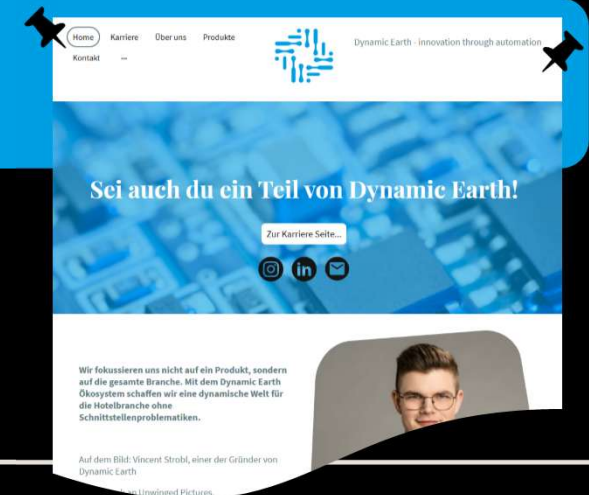 Home Karriere Über uns Produkte
Kontakt ...
Dynamic Earth - innovation through automation
Sei auch du ein Teil von Dynamic Earth!
Zur Karriere Seite...
in
Wir fokussieren uns nicht auf ein Produkt, sondern
auf die gesamte Branche. Mit dem Dynamic Earth
Ökosystem schaffen wir eine dynamische Welt für
die Hotelbranche ohne
Schnittstellenproblematiken.
Auf dem Bild: Vincent Strobl, einer der Gründer von
Dynamic Earth
an Unwinged Pictures.